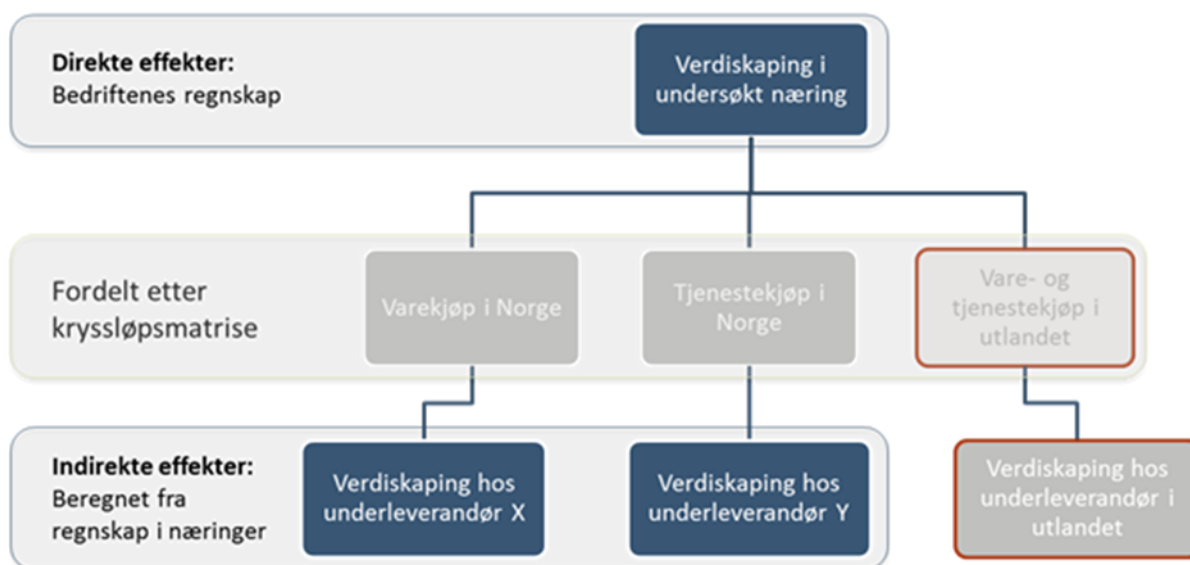 Direkte effekter:
Bedriftenes regnskap
Verdiskaping i
undersøkt næring
Fordelt etter
kryssløpsmatrise
Varekjøp i Norge
Tjenestekjøp i
Norge
Vare- og
tjenestekjøp i
utlandet
Indirekte effekter:
Beregnet fra
regnskap i næringer
Verdiskaping hos
underleverandør X
Verdiskaping hos
underleverandør Y
Verdiskaping hos
underleverandør i
utlandet